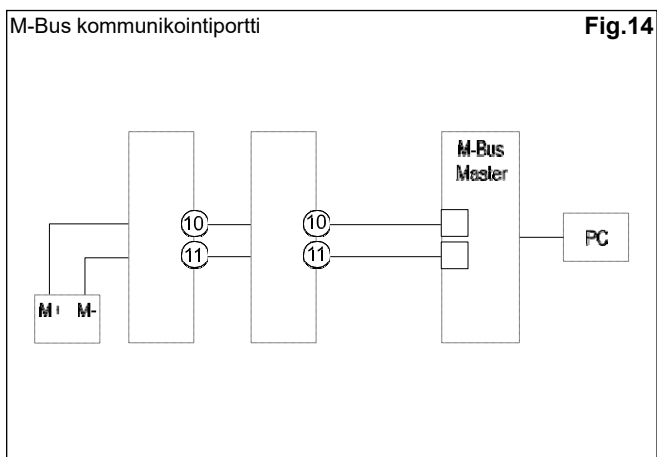 M-Bus kommunikointiportti
Fig.14
M-Bus
Master
10
10
11
11
PC
M+ M-